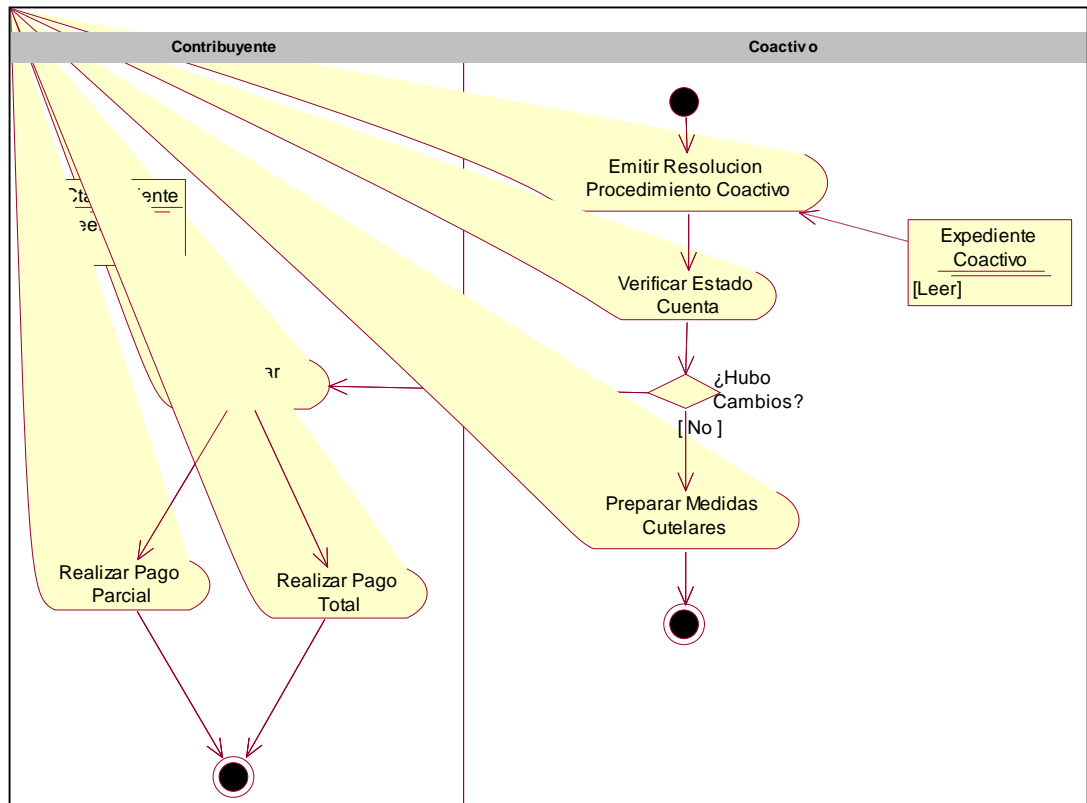 Contribuyente
Coactivo
Emitir Resolucion
Procedimiento Coactivo
Expediente
Coactivo
[Leer]
Verificar Estado
Cuenta
¿Hubo
Cambios?
[ No ]
Preparar Medidas
Cutelares
Realizar Pago
Parcial
Realizar Pago
Total